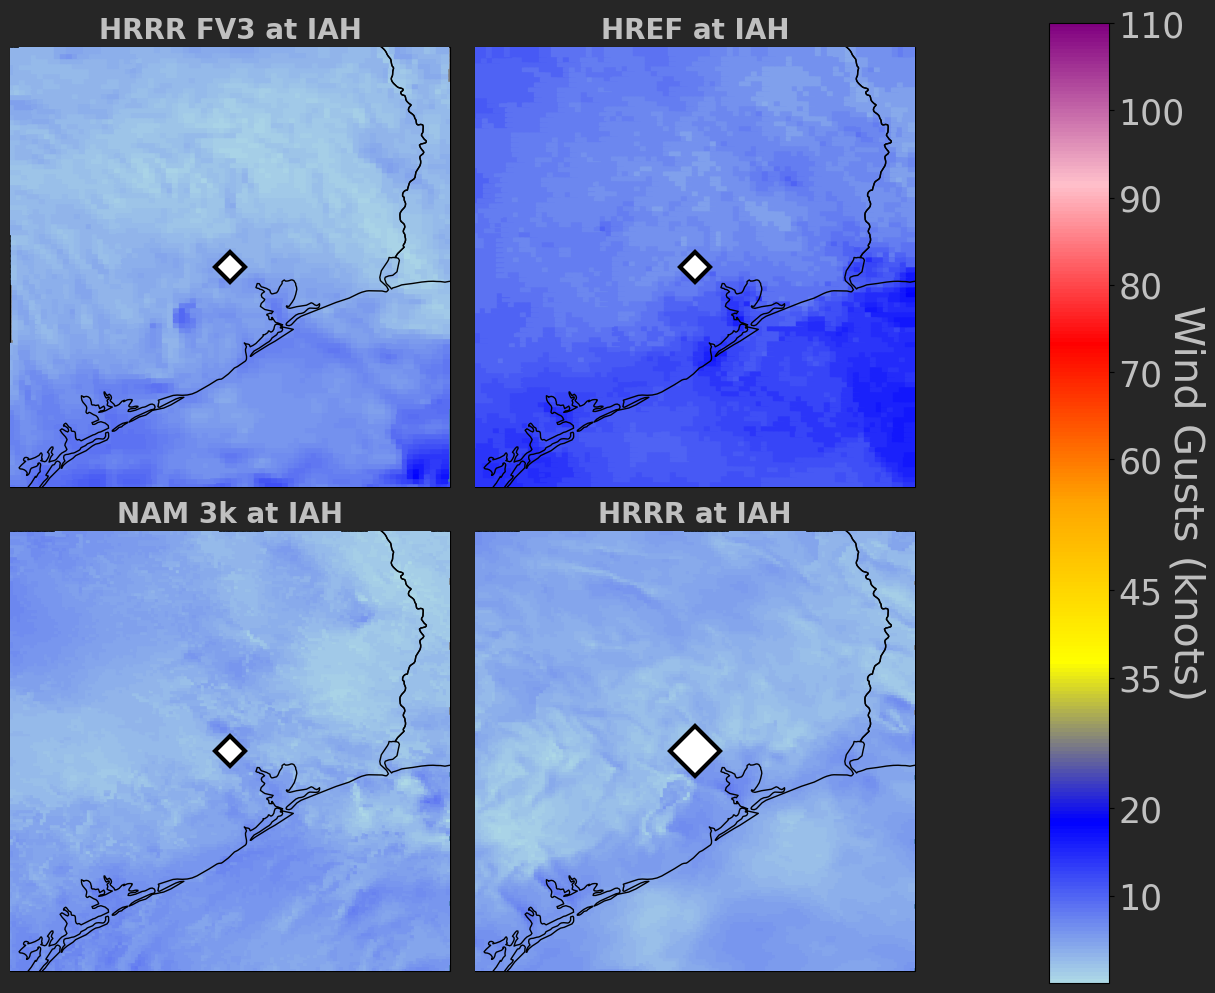 HRRR FV3 at IAH
HREF at IAH
NAM 3k at IAH
HRRR at IAH
110
100
90
80
70
60
45
35
20
10
Wind Gusts (knots)